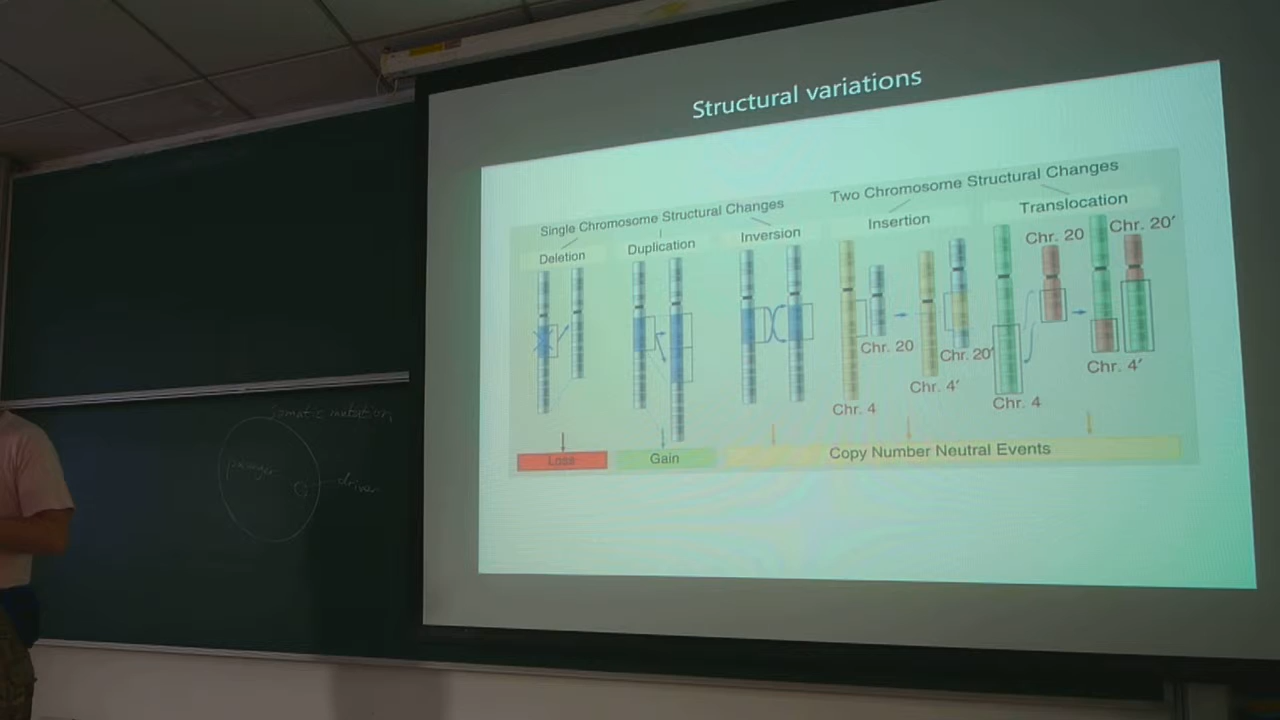 Structural variations
Single Chromosome Structural Changes
Two Chromosome Structural Changes
Deletion
Duplication
Inversion
Insertion
Translocation
Chr. 20
Chr. 20′
Chr. 20
Chr. 20′
Chr. 4′
Chr. 4
Chr. 4
Chr. 4′
Loss
Gain
Copy Number Neutral Events
somatic mutation
driver